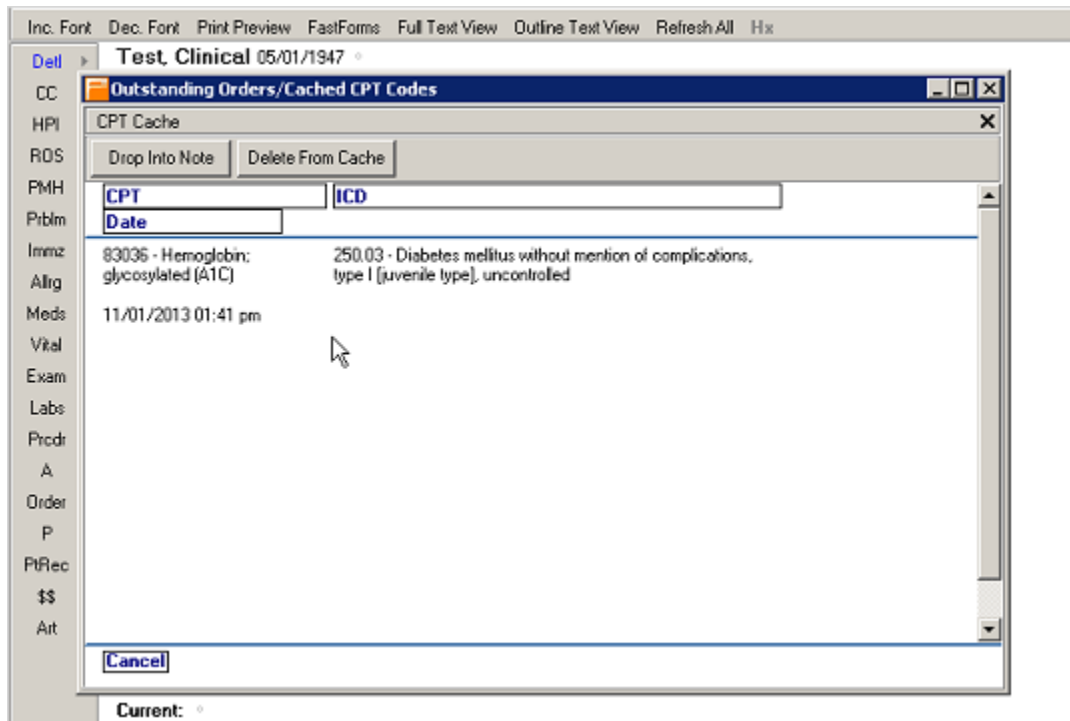 Inc. Font Dec. Font Print Preview FastForms Full Text View Outline Text View Refresh All Hx
Detl Test, Clinical 05/01/1947
Outstanding Orders/Cached CPT Codes
CC
CPT Cache
HPI
Drop Into Note Delete From Cache
ROS
PMH
CPT ICD
Prblm
Date
Immz
83036 - Hemoglobin; 250.03 - Diabetes mellitus without mention of complications,
glycosylated (A1C) type I [juvenile type], uncontrolled
Allrg
Meds
11/01/2013 01:41 pm
Vital
Exam
Labs
Prcdr
A
Order
P
PtRec
$$
Art
Cancel
Current: